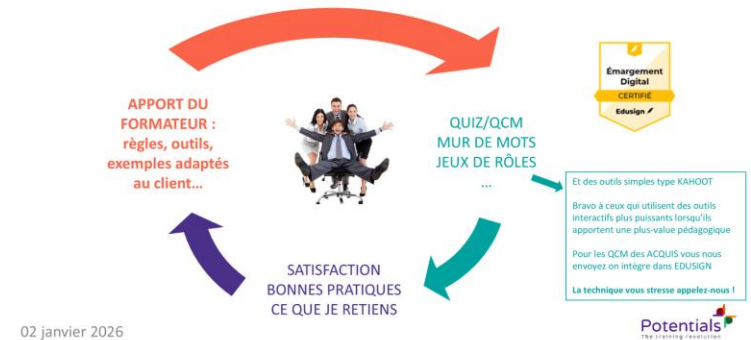 APPORT DU
FORMATEUR :
règles, outils,
exemples adaptés
au client…
QUIZ/QCM
MUR DE MOTS
JEUX DE RÔLES
…
SATISFACTION
BONNES PRATIQUES
CE QUE JE RETIENS
Émargement
Digital
CERTIFIÉ
Edusign
Et des outils simples type KAHOOT
Bravo à ceux qui utilisent des outils
interactifs plus puissants lorsqu'ils
apportent une plus-value pédagogique
Pour les QCM des ACQUIS vous nous
envoyez on intègre dans EDUSIGN
La technique vous stresse appelez-nous !
02 janvier 2026
Potentials
The training revolution